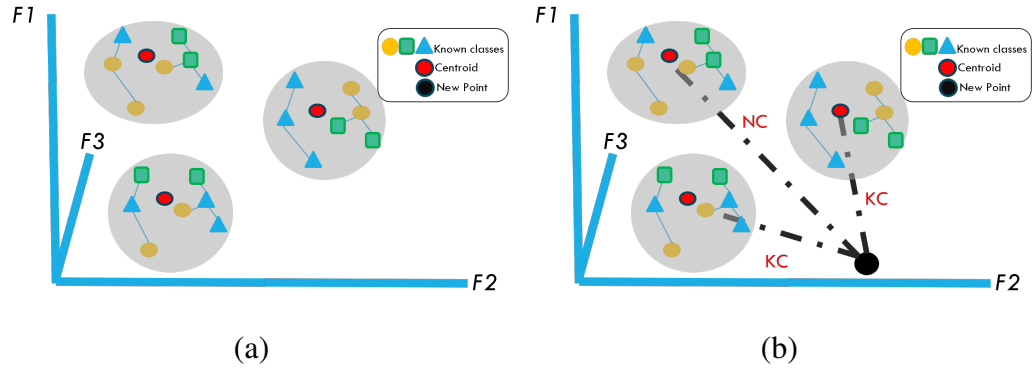 F1
Known classes
Centroid
New Point
F3
F2
(a)
F1
Known classes
Centroid
New Point
NC
F3
KC
KC
F2
(b)